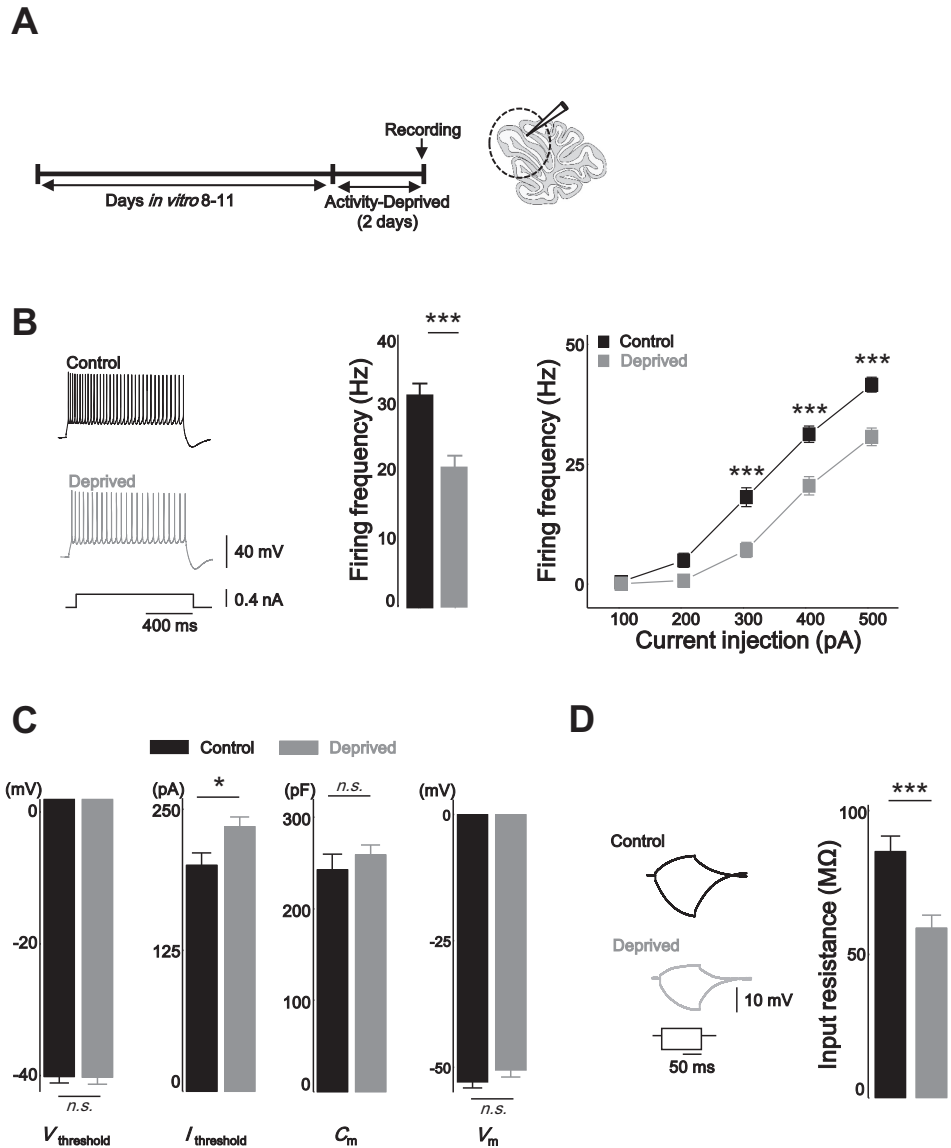 A
Recording
Days in vitro 8-11
Activity-Deprived
(2 days)
B
Control
Deprived
40 mV
0.4 nA
400 ms
***
Firing frequency (Hz)
40
30
20
10
0
Control
Deprived
***
***
***
Firing frequency (Hz)
50
25
0
100 200 300 400 500
Current injection (pA)
C
Control
Deprived
(mV)
0
-20
-40
n.s.
V threshold
(pA)
*
250
125
0
I threshold
(pF)
n.s.
300
200
100
0
Cm
(mV)
0
-25
-50
n.s.
Vm
D
Control
Deprived
10 mV
50 ms
***
Input resistance (MΩ)
100
50
0